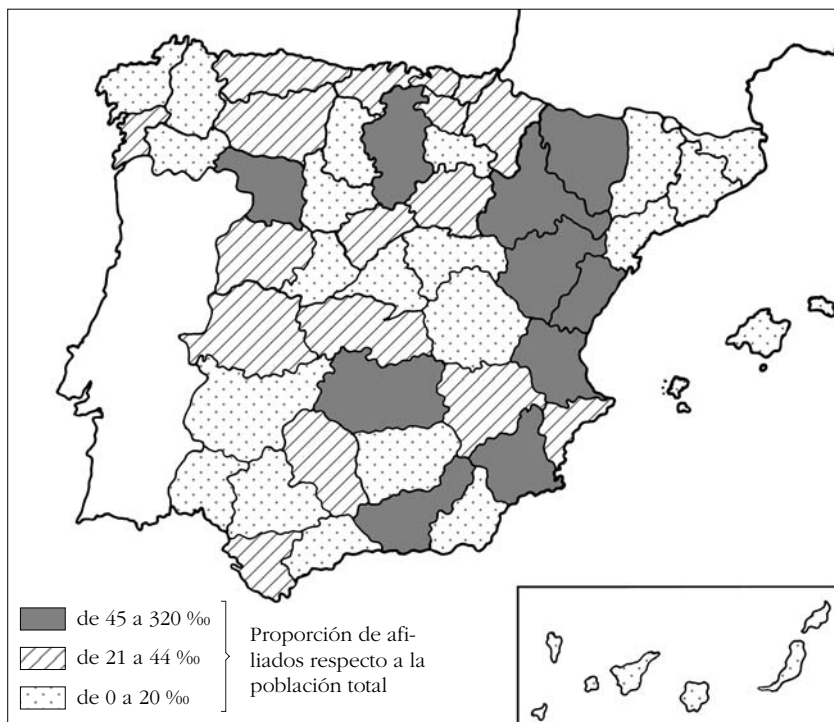 de 45 a 320 ‰
de 21 a 44 ‰
de 0 a 20 ‰
Proporción de afi-
liados respecto a la
población total